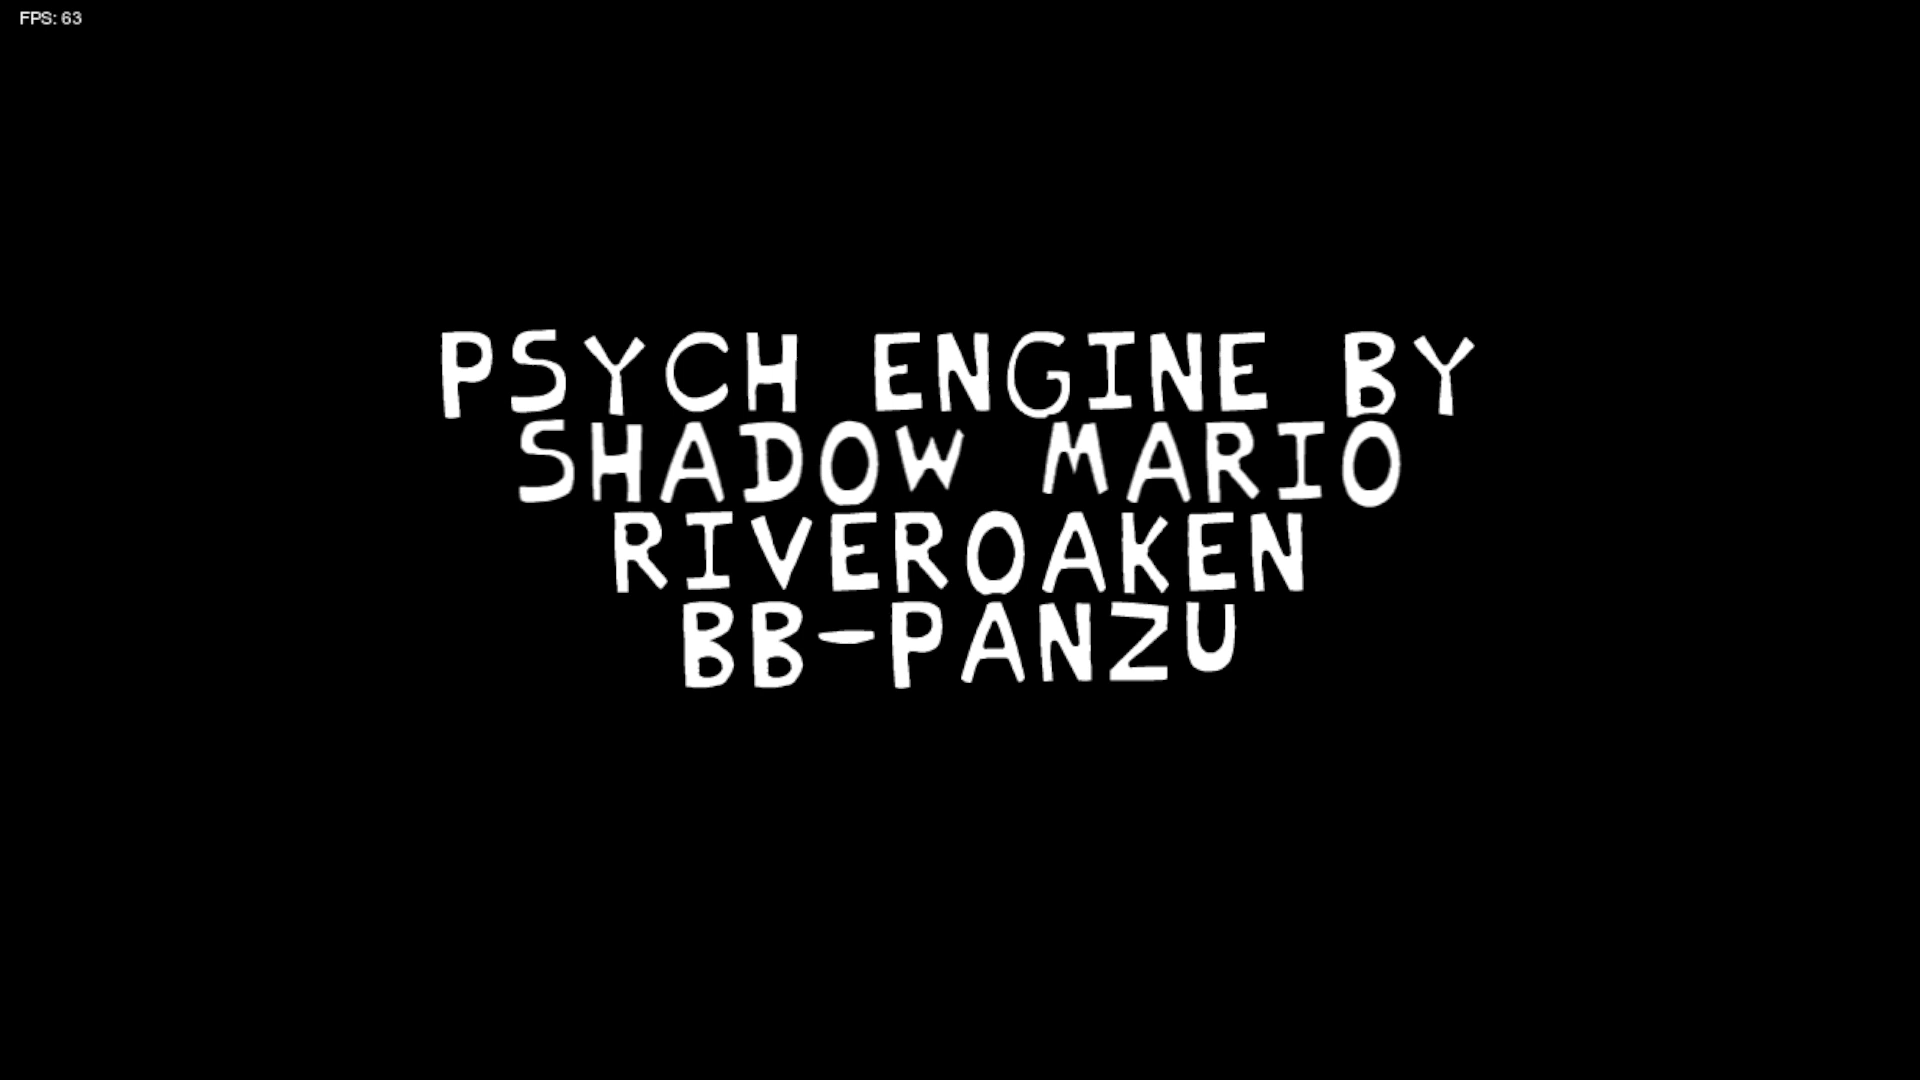 FPS: 63
PSYCH ENGINE BY
SHADOW MARIO
RIVEROAKEN
BB-PANZU